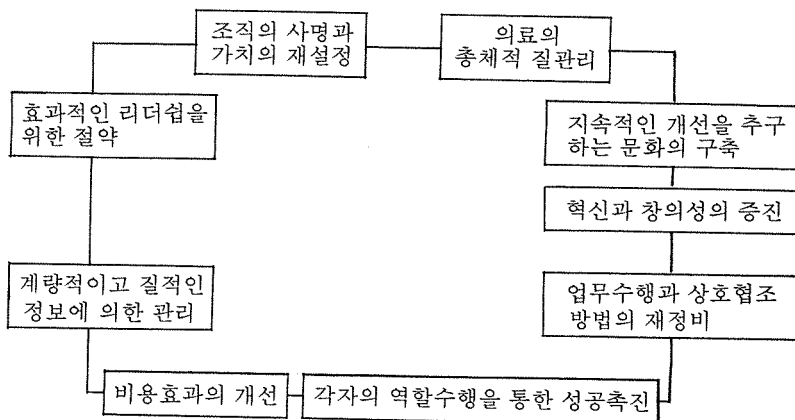 조직의 사명과
가치의 재설정
의료의
총체적 질관리
효과적인 리더쉽을
위한 절약
지속적인 개선을 추구
하는 문화의 구축
혁신과 창의성의 증진
계량적이고 질적인
정보에 의한 관리
업무수행과 상호협조
방법의 재정비
비용효과의 개선
각자의 역할수행을 통한 성공촉진